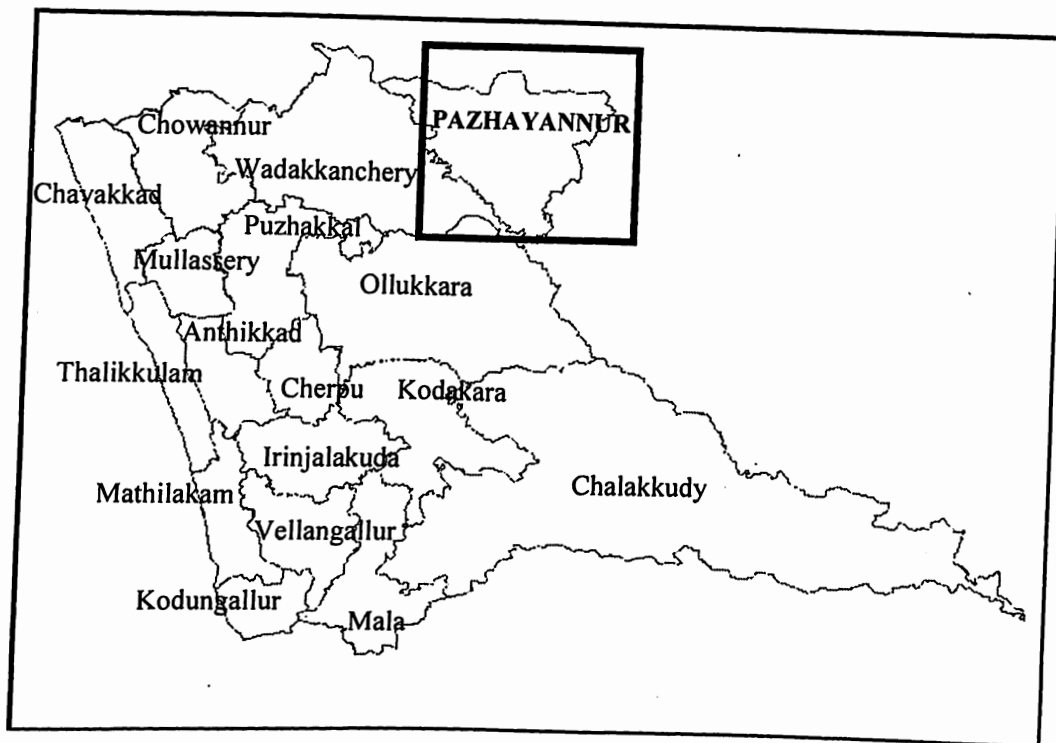 PAZHAYANNUR
Chowannur
Wadakkanchery
Chavakkad
Puzhakkal
Mullassery
Ollukkara
Anthikkad
Thalikkulam
Cherpu
Kodakara
Irinjalakuda
Mathilakam
Chalakkudy
Vellangallur
Kodungallur
Mala